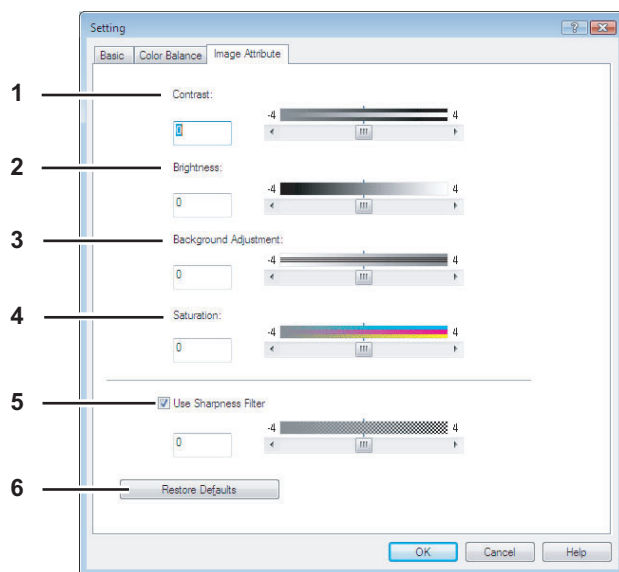 Setting
Basic Color Balance Image Attribute
1 Contrast:
-4 4
0
2 Brightness:
-4 4
0
3 Background Adjustment:
-4 4
0
4 Saturation:
-4 4
0
5 Use Sharpness Filter
-4 4
0
6 Restore Defaults
OK Cancel Help